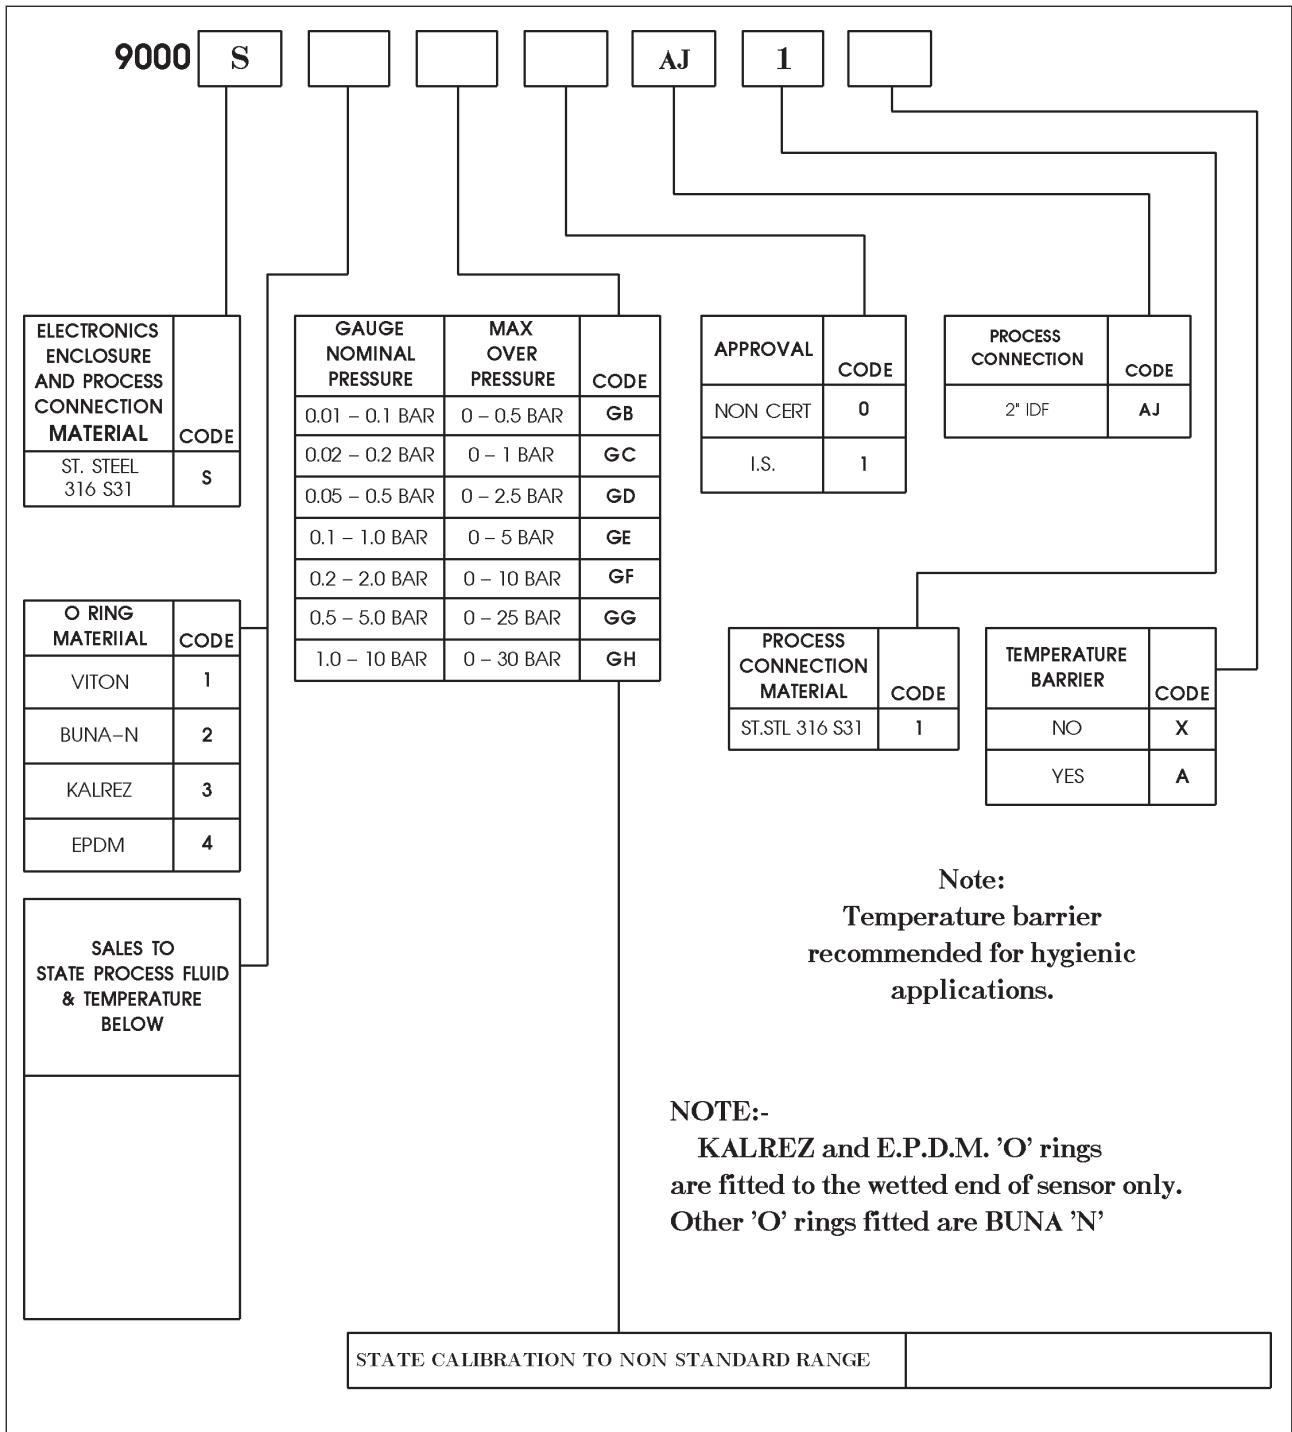 9000 S AJ 1
ELECTRONICS
ENCLOSURE
AND PROCESS
CONNECTION
MATERIAL CODE
ST. STEEL
316 S31 S
O RING
MATERIIAL CODE
VITON 1
BUNA–N 2
KALREZ 3
EPDM 4
SALES TO
STATE PROCESS FLUID
& TEMPERATURE
BELOW
GAUGE NOMINAL PRESSURE MAX OVER PRESSURE CODE
0.01 – 0.1 BAR 0 – 0.5 BAR GB
0.02 – 0.2 BAR 0 – 1 BAR GC
0.05 – 0.5 BAR 0 – 2.5 BAR GD
0.1 – 1.0 BAR 0 – 5 BAR GE
0.2 – 2.0 BAR 0 – 10 BAR GF
0.5 – 5.0 BAR 0 – 25 BAR GG
1.0 – 10 BAR 0 – 30 BAR GH
APPROVAL CODE
NON CERT 0
I.S. 1
PROCESS
CONNECTION CODE
2" IDF AJ
PROCESS
CONNECTION
MATERIAL CODE
ST.STL 316 S31 1
TEMPERATURE
BARRIER CODE
NO X
YES A
Note:
Temperature barrier
recommended for hygienic
applications.
NOTE:-
KALREZ and E.P.D.M. 'O' rings
are fitted to the wetted end of sensor only.
Other 'O' rings fitted are BUNA 'N'
STATE CALIBRATION TO NON STANDARD RANGE